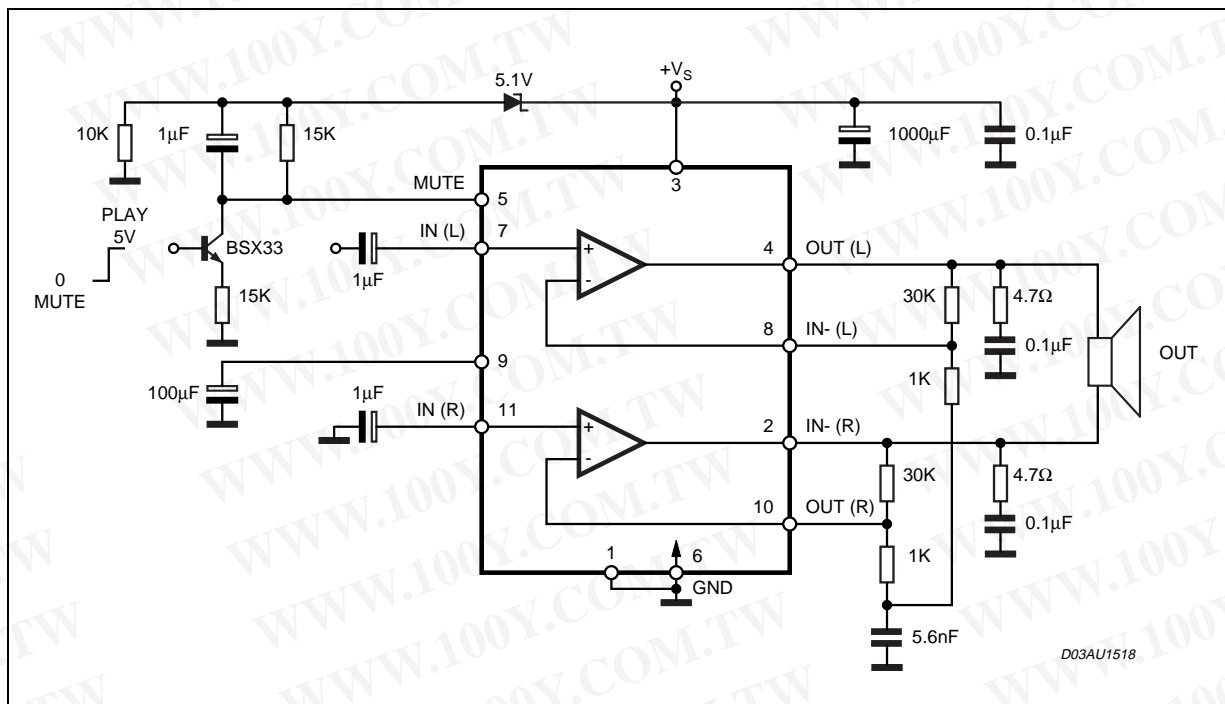 +VS
5.1V
10K
1µF
15K
1000µF
0.1µF
MUTE
5
3
PLAY
5V
0
MUTE
BSX33
15K
IN (L)
7
1µF
+
-
4
OUT (L)
30K
4.7Ω
8
IN- (L)
0.1µF
OUT
1K
9
100µF
1µF
IN (R)
11
+
-
2
IN- (R)
30K
4.7Ω
10
OUT (R)
0.1µF
1K
1
6
GND
5.6nF
D03AU1518
WWW.100Y.COM.TW